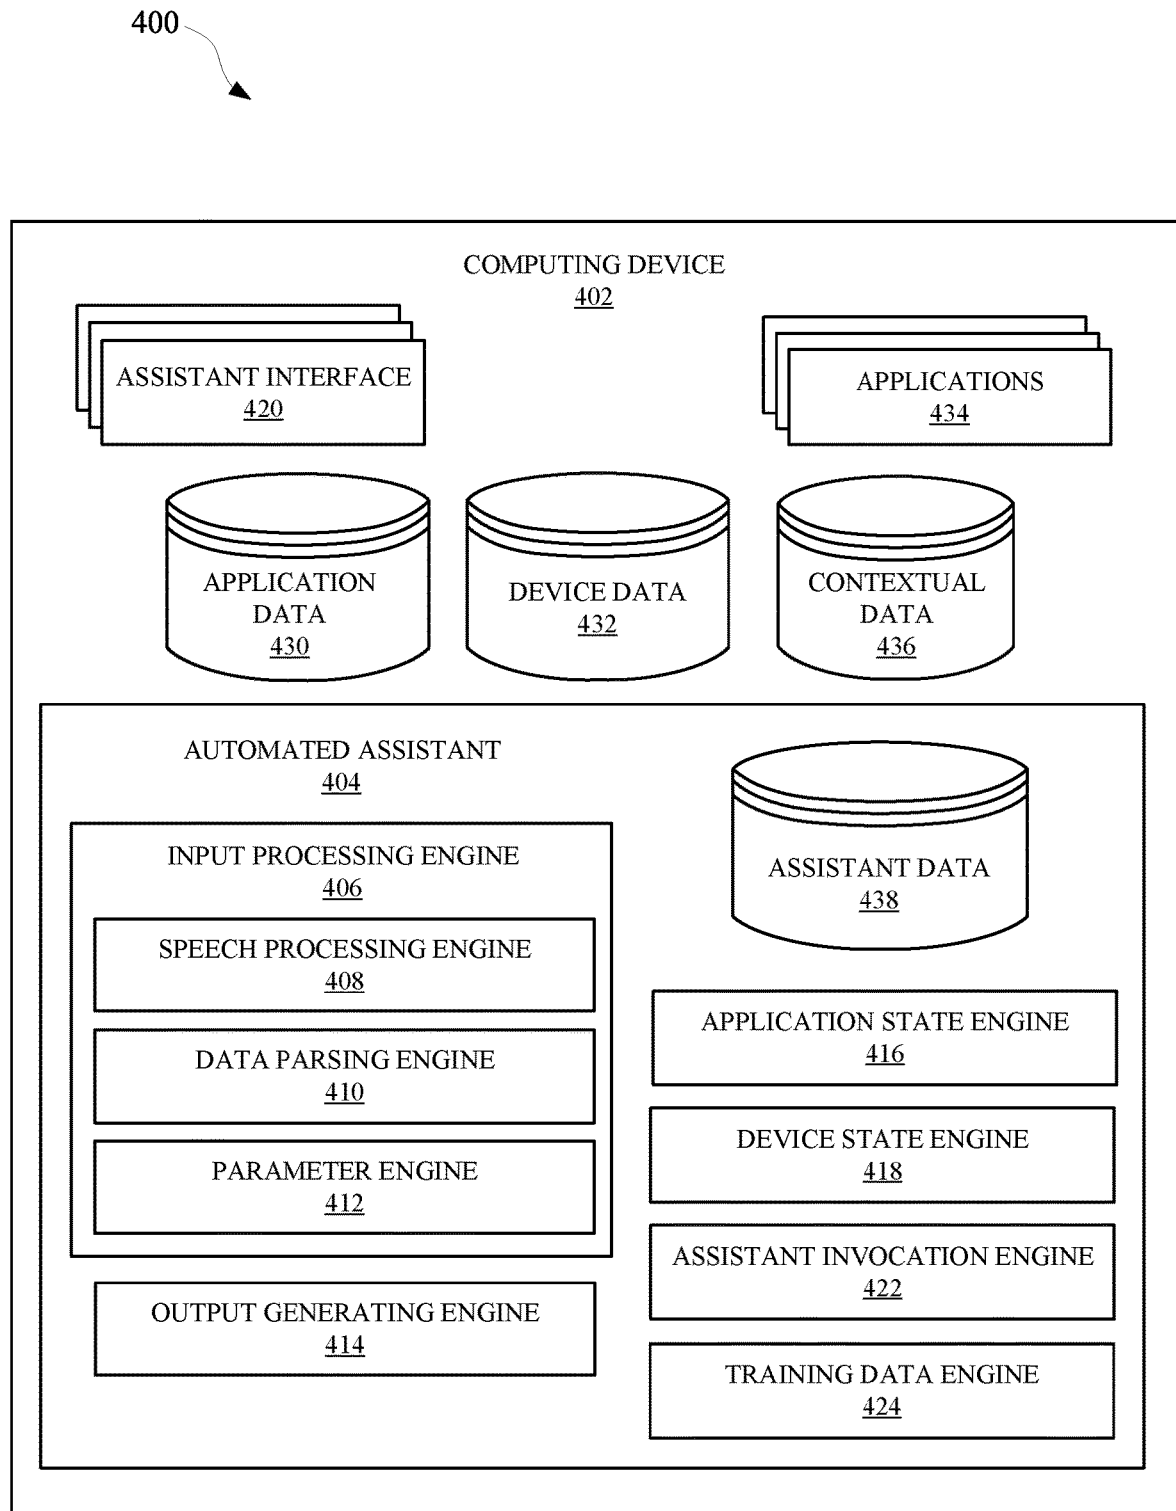 400
COMPUTING DEVICE
402
ASSISTANT INTERFACE
420
APPLICATIONS
434
APPLICATION
DATA
430
DEVICE DATA
432
CONTEXTUAL
DATA
436
AUTOMATED ASSISTANT
404
INPUT PROCESSING ENGINE
406
SPEECH PROCESSING ENGINE
408
DATA PARSING ENGINE
410
PARAMETER ENGINE
412
OUTPUT GENERATING ENGINE
414
ASSISTANT DATA
438
APPLICATION STATE ENGINE
416
DEVICE STATE ENGINE
418
ASSISTANT INVOCATION ENGINE
422
TRAINING DATA ENGINE
424